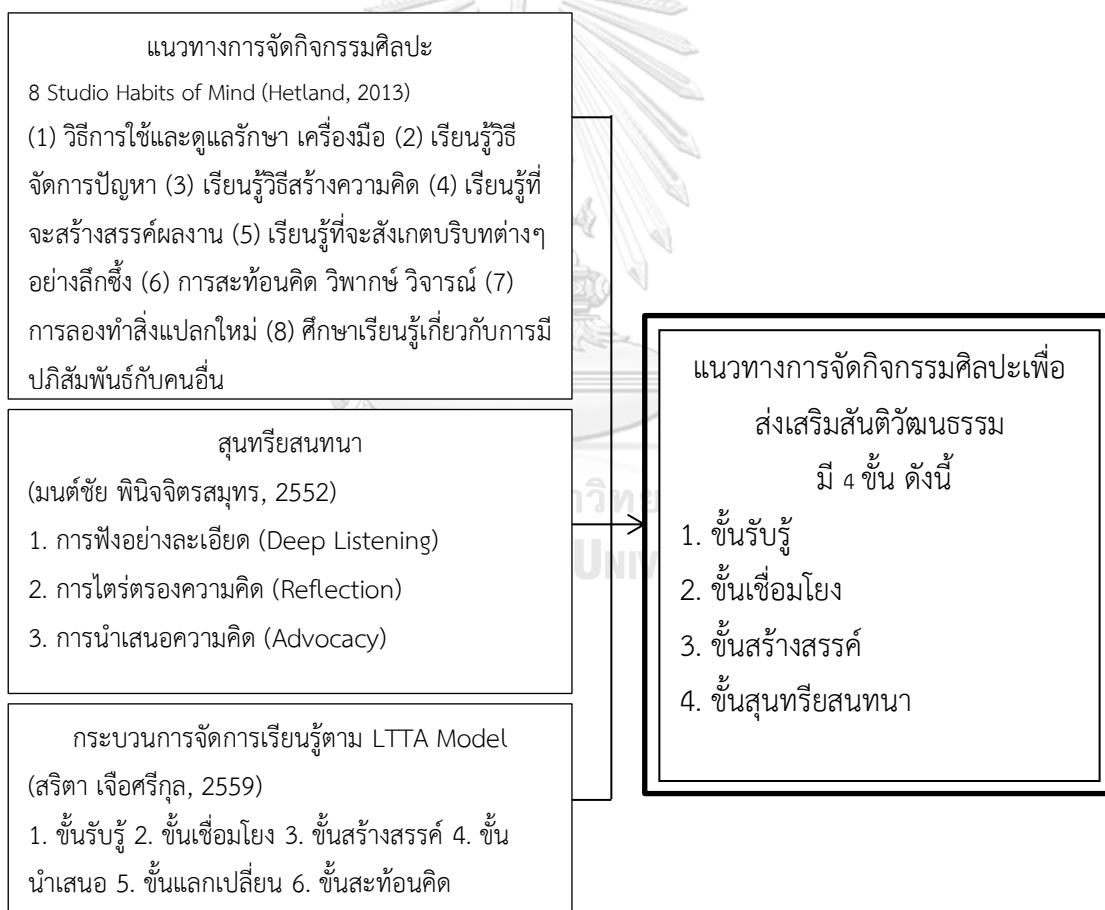 แนวทางการจัดกิจกรรมศิลปะ
8 Studio Habits of Mind (Hetland, 2013)
(1) วิธีการใช้และดูแลรักษา เครื่องมือ (2) เรียนรู้วิธี
จัดการปัญหา (3) เรียนรู้วิธีสร้างความคิด (4) เรียนรู้ที่
จะสร้างสรรค์ผลงาน (5) เรียนรู้ที่จะสังเกตบริบทต่างๆ
อย่างลึกซึ้ง (6) การสะท้อนคิด วิพากษ์ วิจารณ์ (7)
การลองทำสิ่งแปลกใหม่ (8) ศึกษาเรียนรู้เกี่ยวกับการมี
ปภิสัมพันธ์กับคนอื่น
สุนทรียสนทนา
(มนต์ชัย พินิจจิตรสมุทร, 2552)
1. การฟังอย่างละเอียด (Deep Listening)
2. การไตร่ตรองความคิด (Reflection)
3. การนำเสนอความคิด (Advocacy)
กระบวนการจัดการเรียนรู้ตาม LTTA Model
(สริตา เจือศรีกุล, 2559)
1. ขั้นรับรู้ 2. ขั้นเชื่อมโยง 3. ขั้นสร้างสรรค์ 4. ขั้น
นำเสนอ 5. ขั้นแลกเปลี่ยน 6. ขั้นสะท้อนคิด
แนวทางการจัดกิจกรรมศิลปะเพื่อ
ส่งเสริมสันติวัฒนธรรม
มี 4 ขั้น ดังนี้
1. ขั้นรับรู้
2. ขั้นเชื่อมโยง
3. ขั้นสร้างสรรค์
4. ขั้นสุนทรียสนทนา